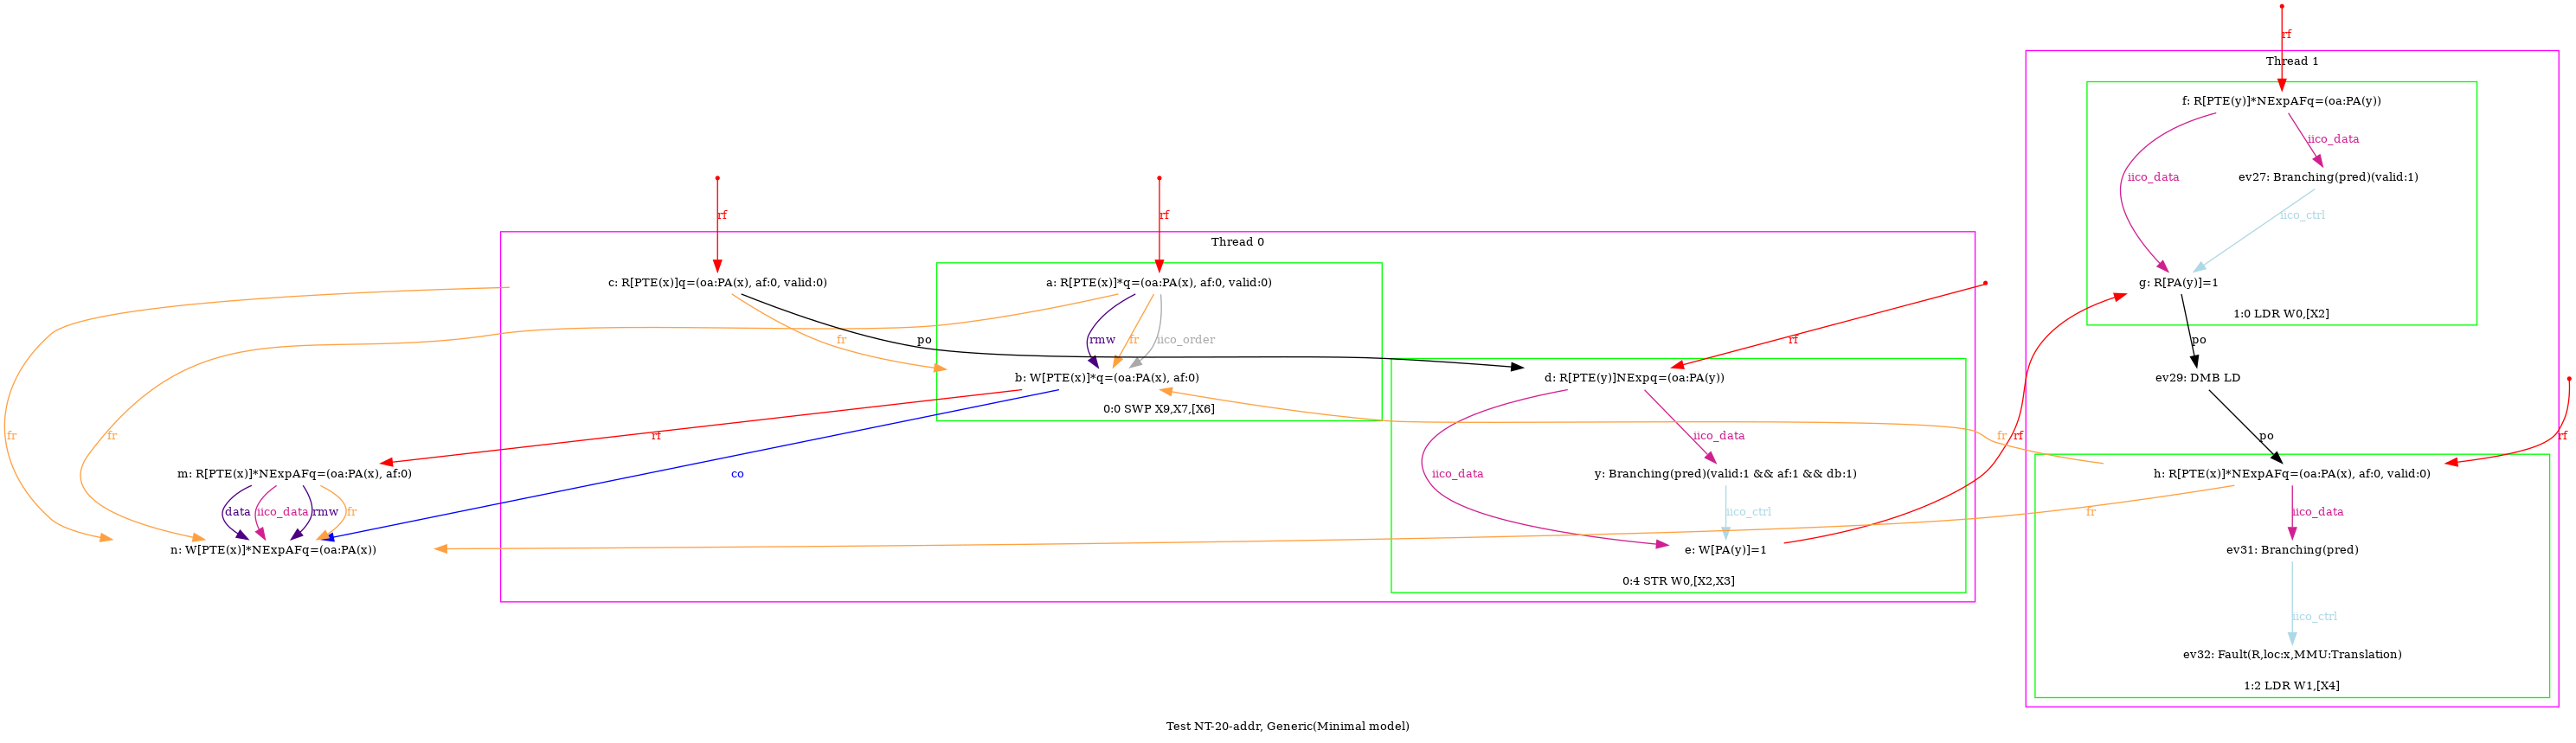 rf
Thread 1
f: R[PTE(y)]*NExpAFq=(oa:PA(y))
iico_data
iico_data
ev27: Branching(pred)(valid:1)
rf
rf
iico_ctrl
Thread 0
c: R[PTE(x)]q=(oa:PA(x), af:0, valid:0)
a: R[PTE(x)]*q=(oa:PA(x), af:0, valid:0)
g: R[PA(y)]=1
1:0 LDR W0,[X2]
fr
po
rmw
fr
iico_order
rf
po
b: W[PTE(x)]*q=(oa:PA(x), af:0)
d: R[PTE(y)]NExpq=(oa:PA(y))
ev29: DMB LD
0:0 SWP X9,X7,[X6]
fr
fr
rf
iico_data
fr
rf
po
rf
m: R[PTE(x)]*NExpAFq=(oa:PA(x), af:0)
co
iico_data
y: Branching(pred)(valid:1 && af:1 && db:1)
h: R[PTE(x)]*NExpAFq=(oa:PA(x), af:0, valid:0)
data
iico_data
rmw
fr
iico_ctrl
fr
iico_data
n: W[PTE(x)]*NExpAFq=(oa:PA(x))
e: W[PA(y)]=1
ev31: Branching(pred)
0:4 STR W0,[X2,X3]
iico_ctrl
ev32: Fault(R,loc:x,MMU:Translation)
1:2 LDR W1,[X4]
Test NT-20-addr, Generic(Minimal model)